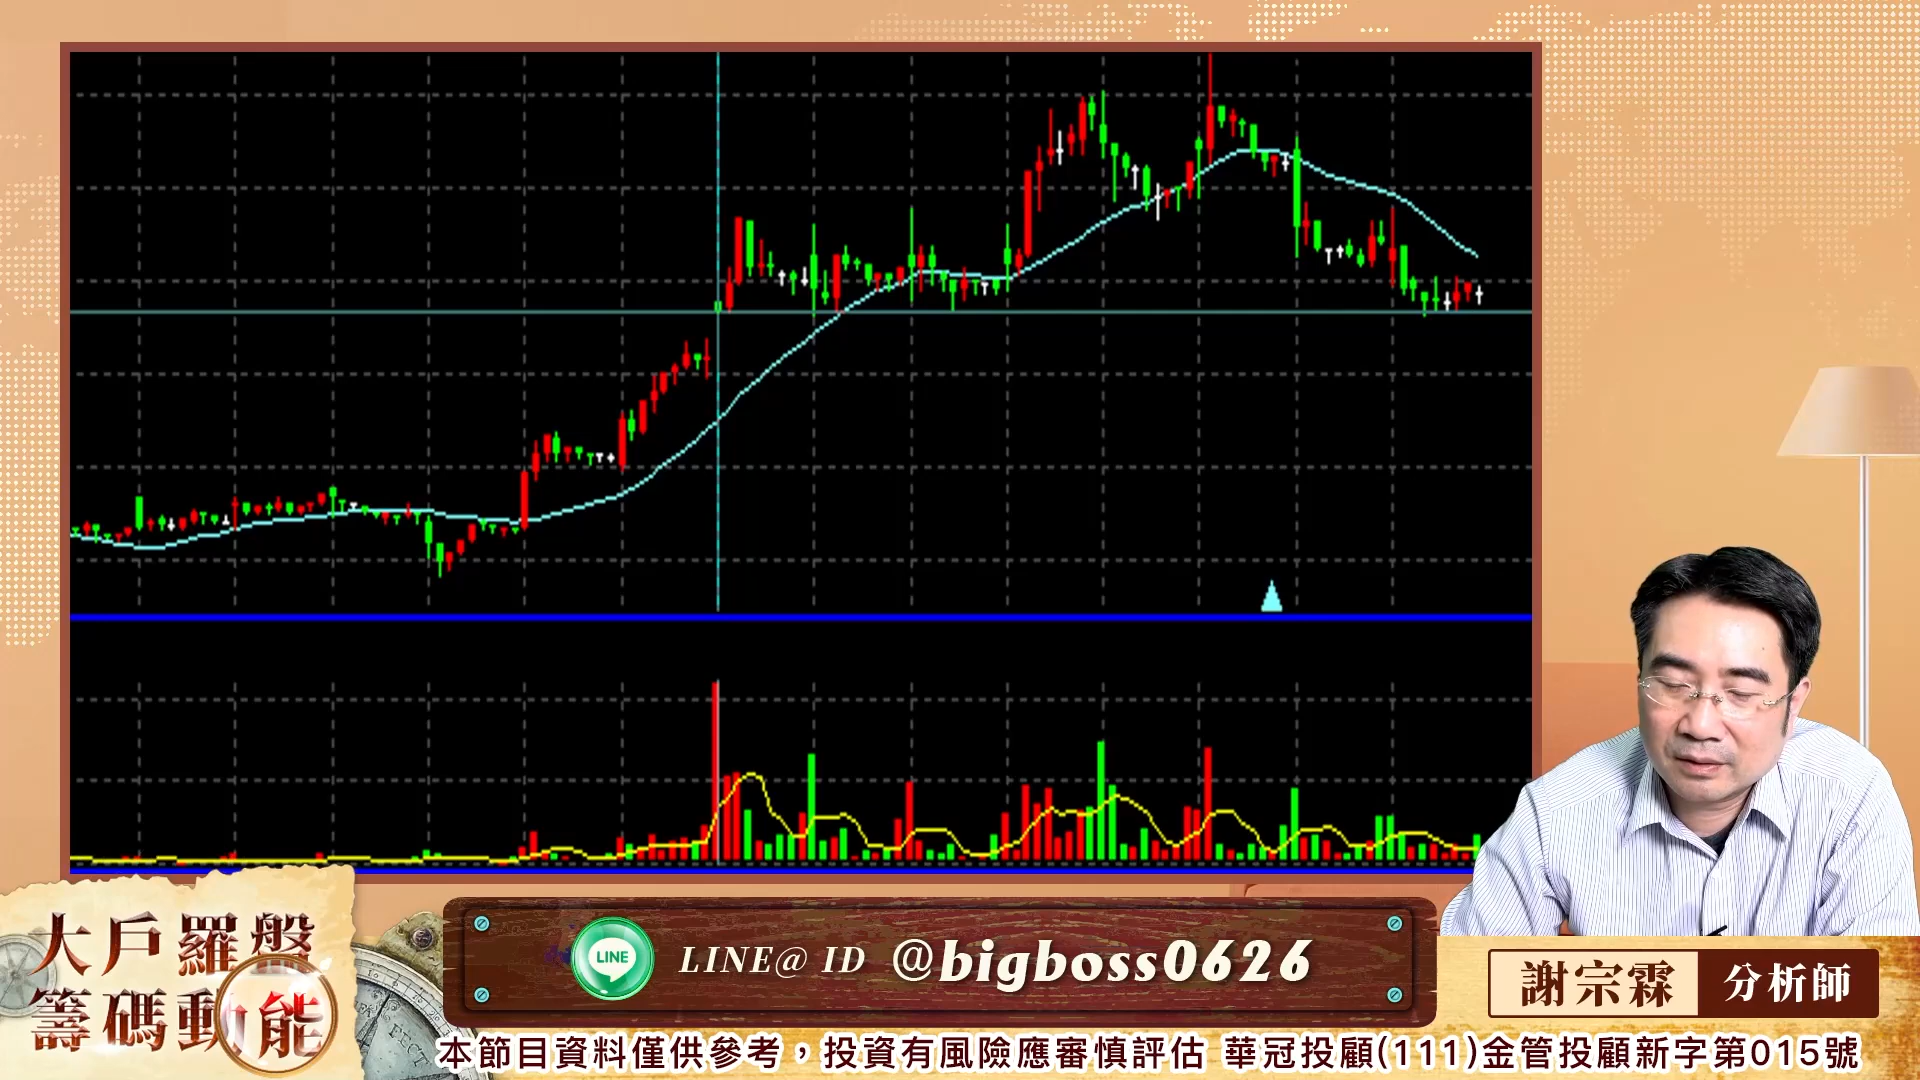 大戶羅盤
籌碼動能
LINE
LINE@ ID @bigboss0626
謝宗霖 分析師
本節目資料僅供參考，投資有風險應審慎評估 華冠投顧(111)金管投顧新字第015號